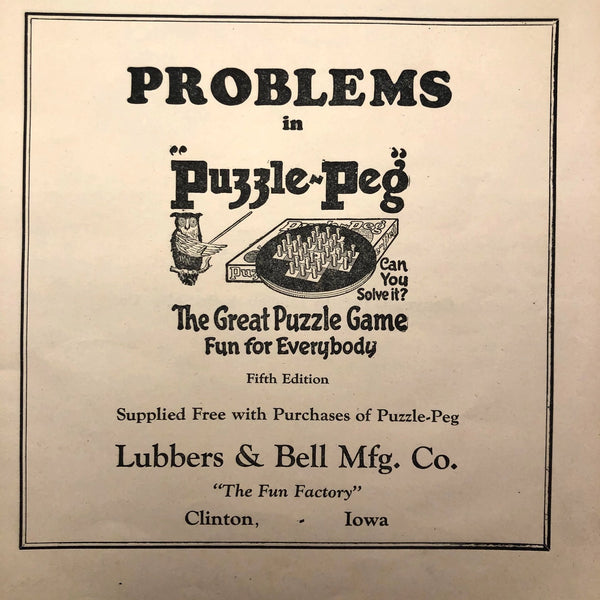 PROBLEMS
in
"Puzzle-Peg"
Can
You
Solve it?
The Great Puzzle Game
Fun for Everybody
Fifth Edition
Supplied Free with Purchases of Puzzle-Peg
Lubbers & Bell Mfg. Co.
"The Fun Factory"
Clinton, - Iowa